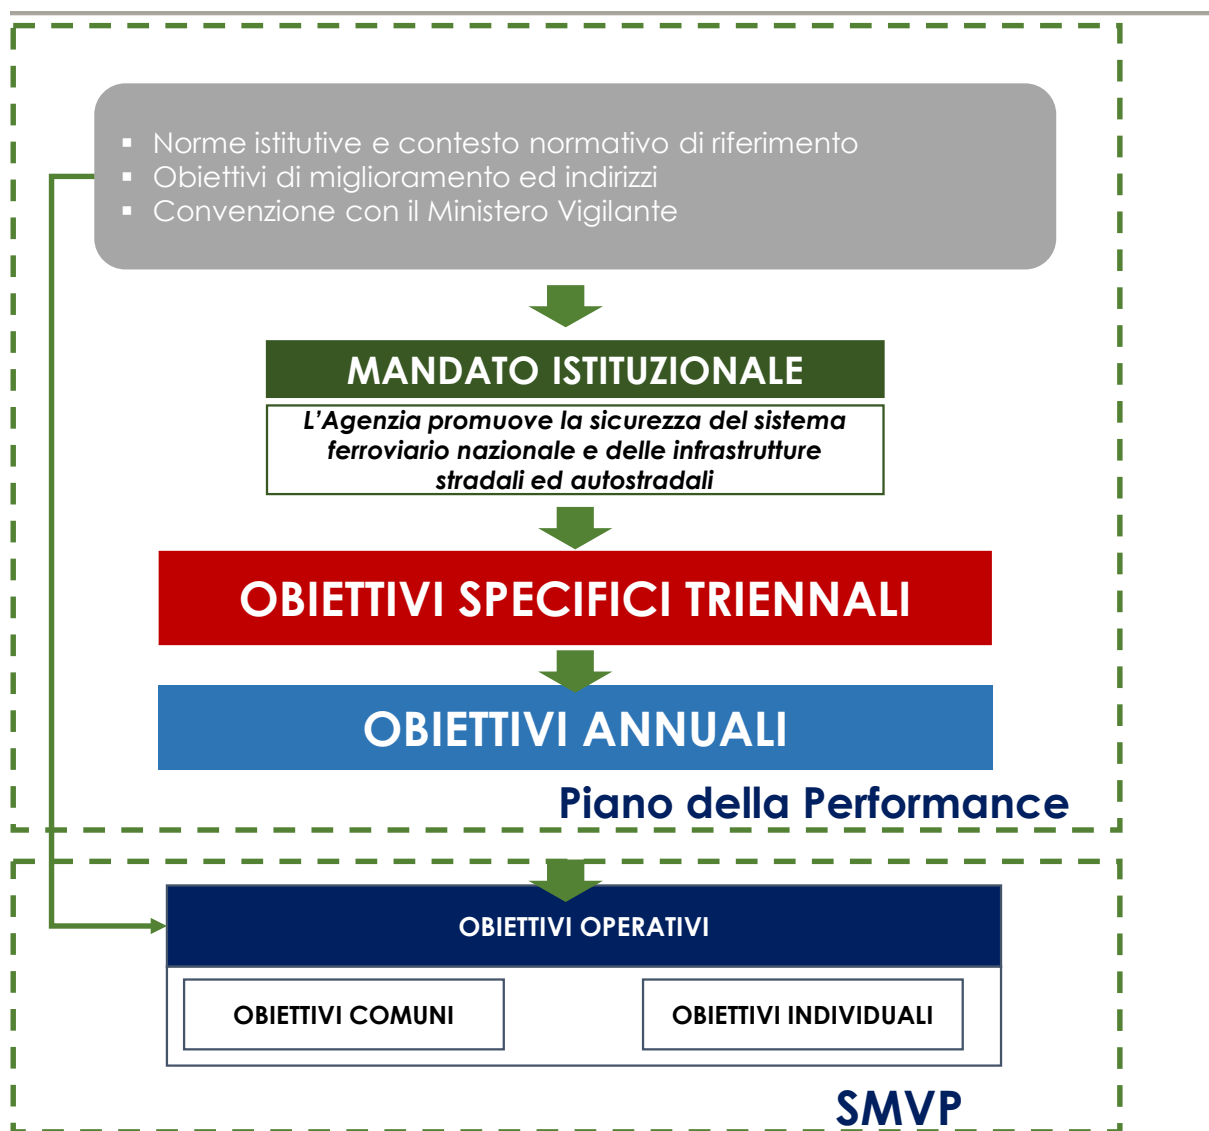 ▪ Norme istitutive e contesto normativo di riferimento
▪ Obiettivi di miglioramento ed indirizzi
▪ Convenzione con il Ministero Vigilante
MANDATO ISTITUZIONALE
L’Agenzia promuove la sicurezza del sistema
ferroviario nazionale e delle infrastrutture
stradali ed autostradali
OBIETTIVI SPECIFICI TRIENNALI
OBIETTIVI ANNUALI
Piano della Performance
OBIETTIVI OPERATIVI
OBIETTIVI COMUNI
OBIETTIVI INDIVIDUALI
SMVP